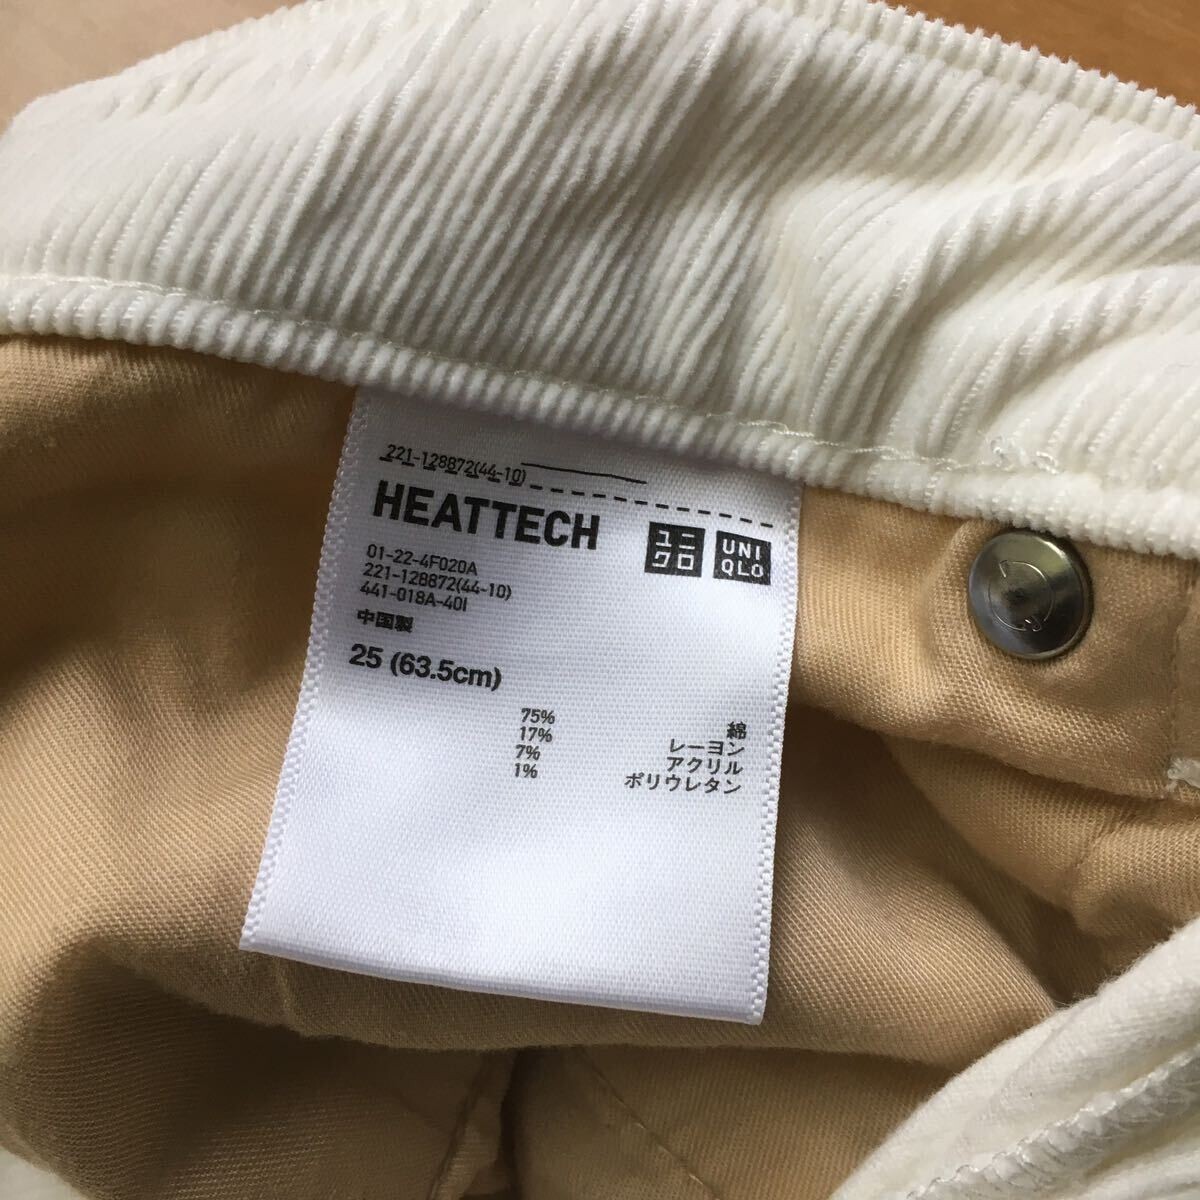 221-128872(44-10)
HEATTECH
ユニクロ
UNIQLO
01-22-4F020A
221-128872(44-10)
441-018A-40I
中国製
25 (63.5cm)
75% 綿
17% レーヨン
7% アクリル
1% ポリウレタン